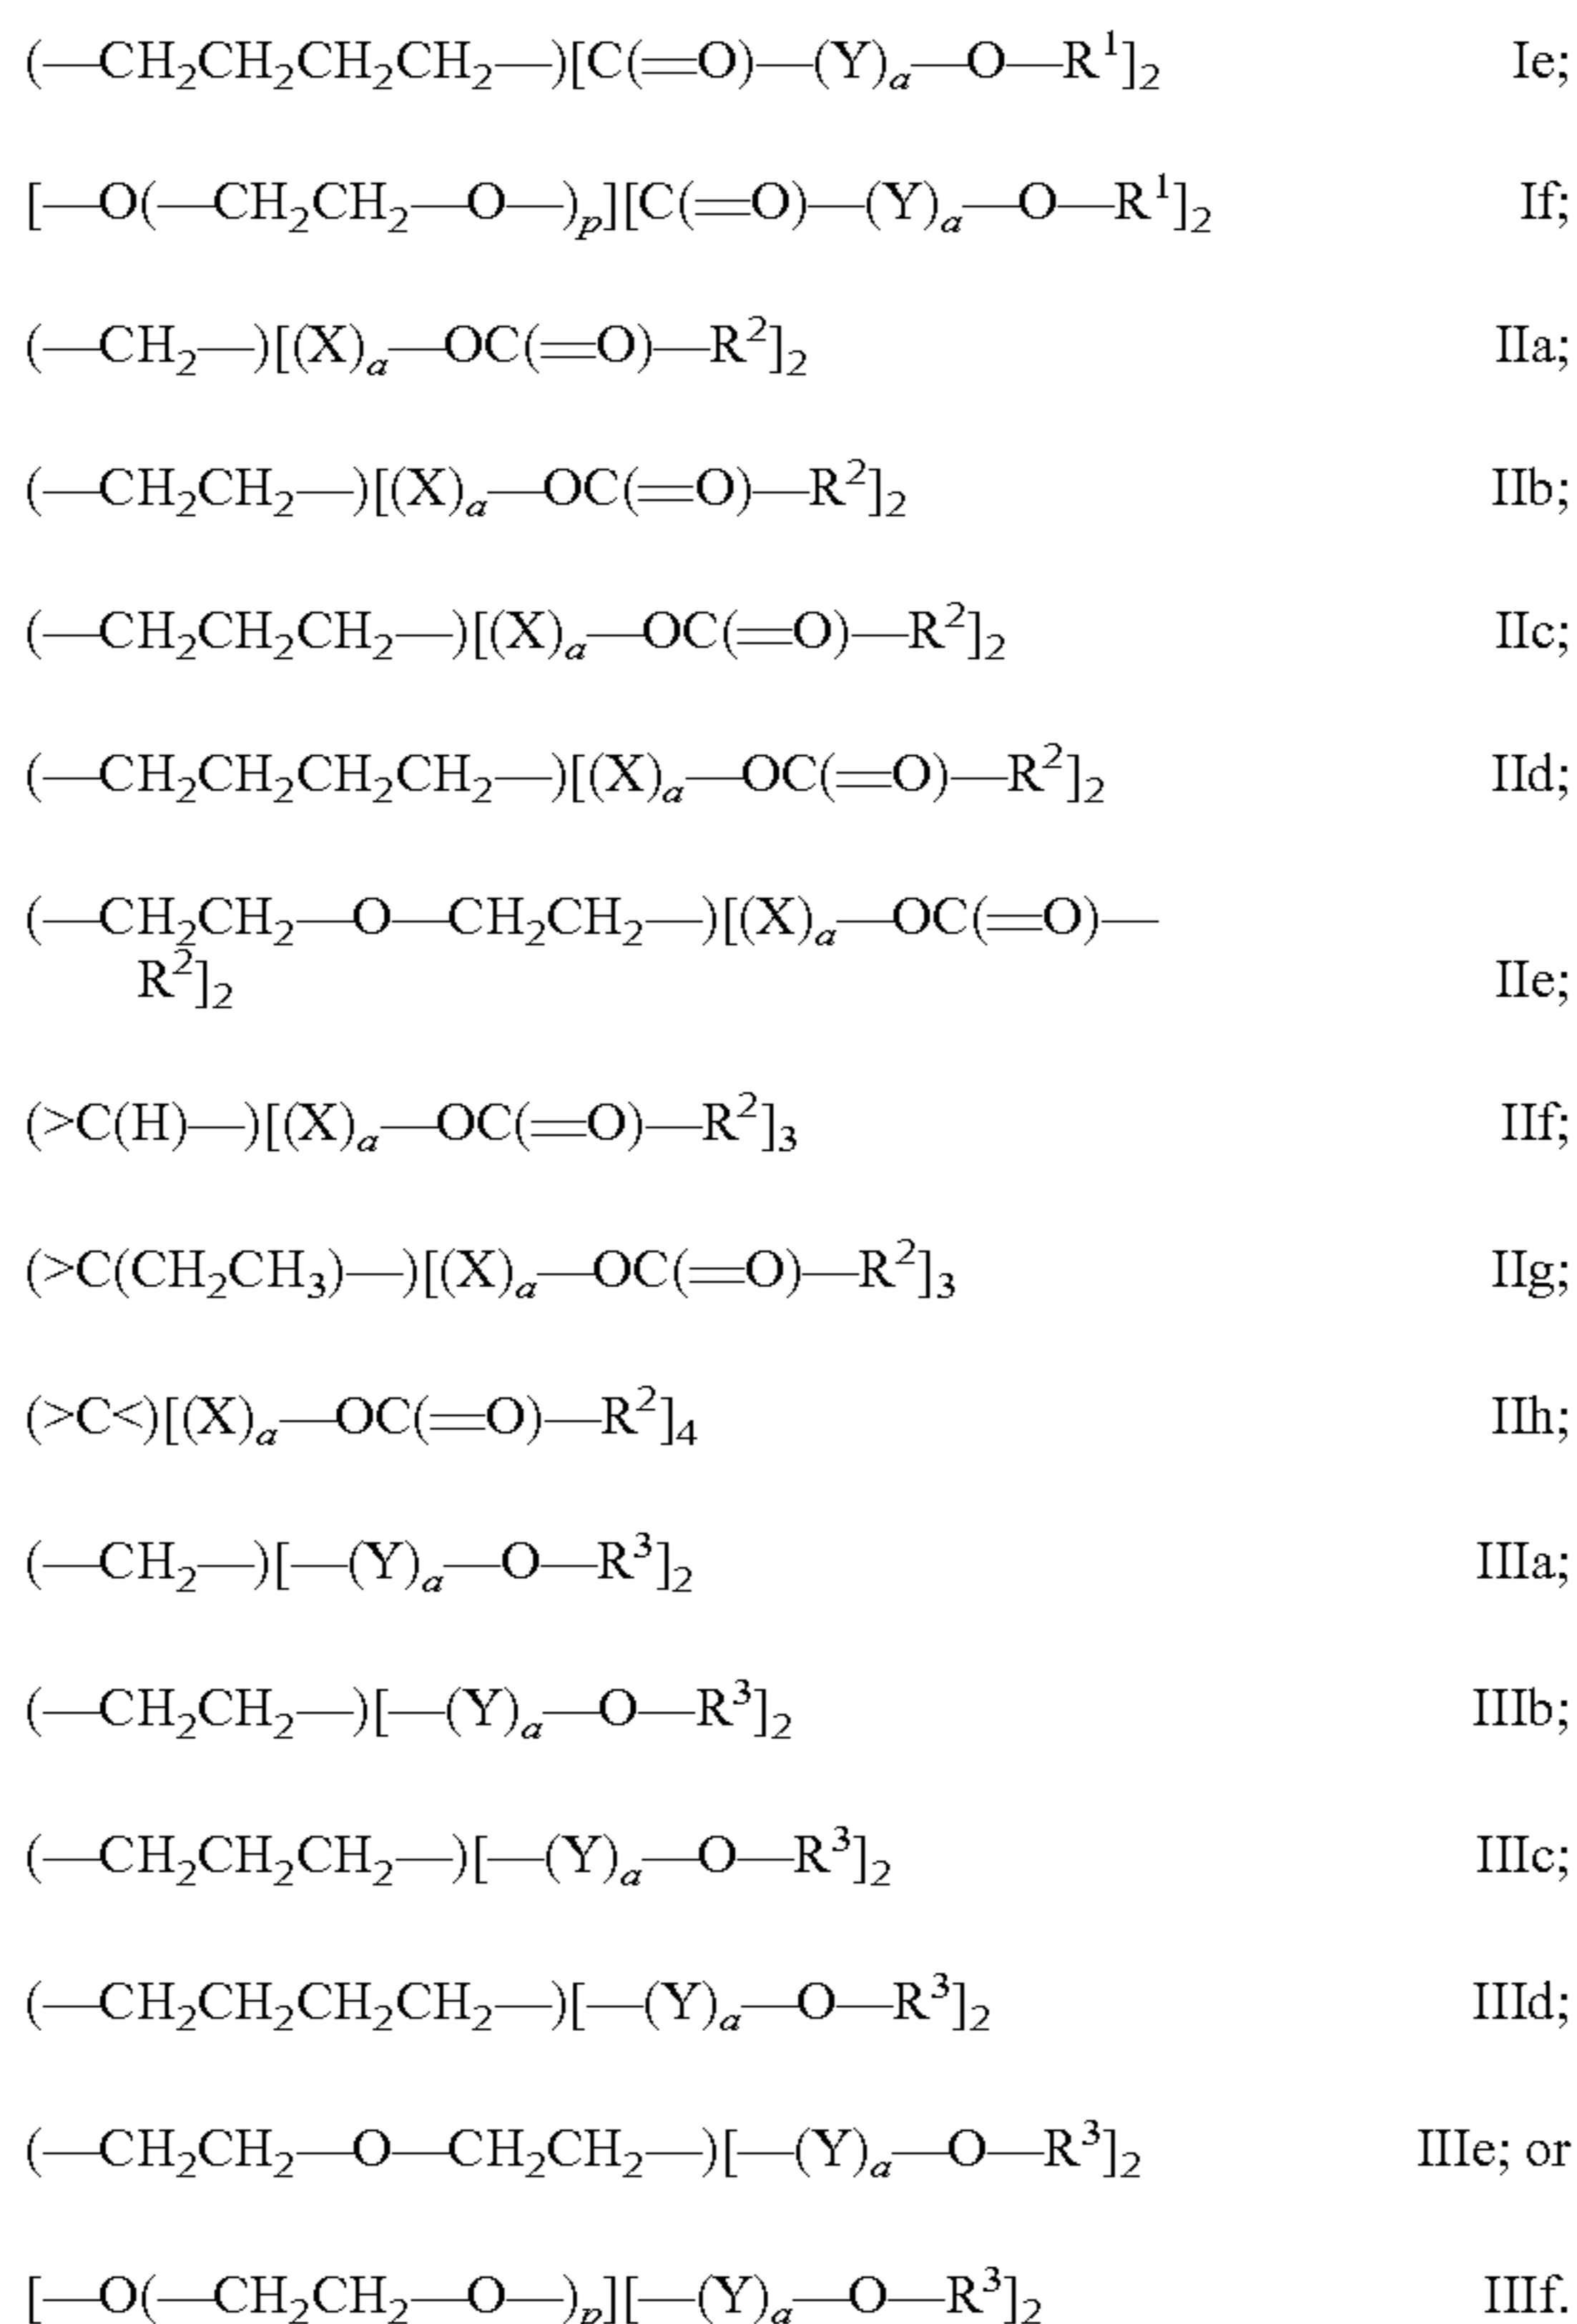 (—CH₂CH₂CH₂CH₂—)[C(═O)—(Y)ₐ—O—R¹]₂ Ie;
[—O(—CH₂CH₂—O—)ₚ][C(═O)—(Y)ₐ—O—R¹]₂ If;
(—CH₂—)[(X)ₐ—OC(═O)—R²]₂ IIa;
(—CH₂CH₂—)[(X)ₐ—OC(═O)—R²]₂ IIb;
(—CH₂CH₂CH₂—)[(X)ₐ—OC(═O)—R²]₂ IIc;
(—CH₂CH₂CH₂CH₂—)[(X)ₐ—OC(═O)—R²]₂ IId;
(—CH₂CH₂—O—CH₂CH₂—)[(X)ₐ—OC(═O)—
R²]₂ IIe;
(>C(H)—)[(X)ₐ—OC(═O)—R²]₃ IIf;
(>C(CH₂CH₃)—)[(X)ₐ—OC(═O)—R²]₃ IIg;
(>C<)[(X)ₐ—OC(═O)—R²]₄ IIh;
(—CH₂—)[—(Y)ₐ—O—R³]₂ IIIa;
(—CH₂CH₂—)[—(Y)ₐ—O—R³]₂ IIIb;
(—CH₂CH₂CH₂—)[—(Y)ₐ—O—R³]₂ IIIc;
(—CH₂CH₂CH₂CH₂—)[—(Y)ₐ—O—R³]₂ IIId;
(—CH₂CH₂—O—CH₂CH₂—)[—(Y)ₐ—O—R³]₂ IIIe; or
[—O(—CH₂CH₂—O—)ₚ][—(Y)ₐ—O—R³]₂ IIIf.